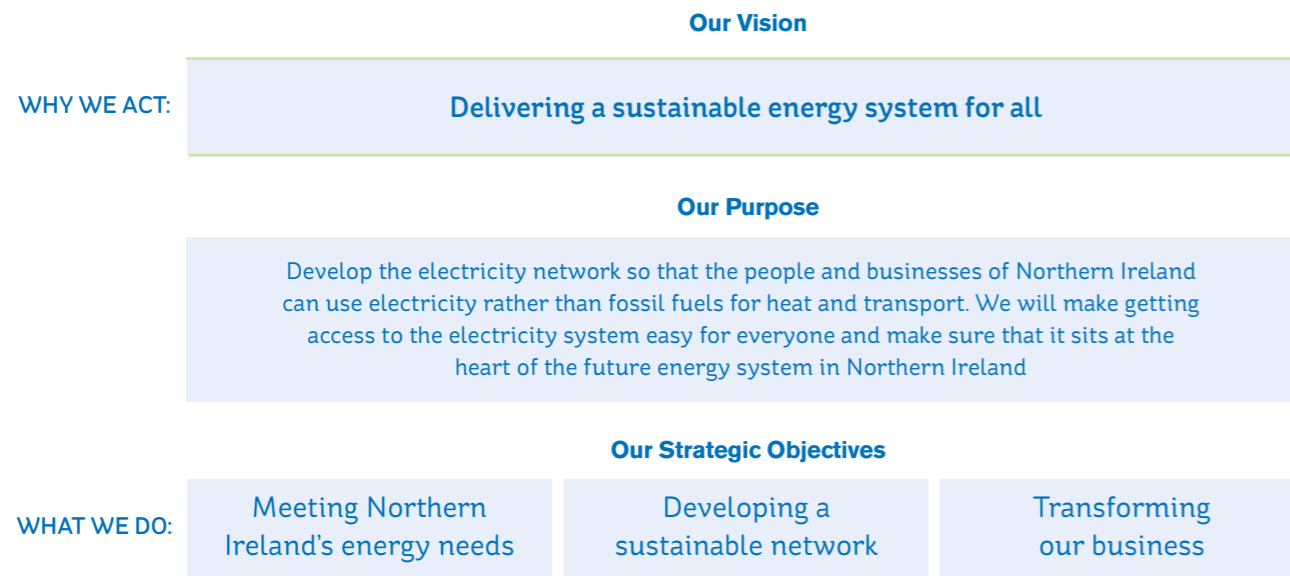 Our Vision
WHY WE ACT:
Delivering a sustainable energy system for all
Our Purpose
Develop the electricity network so that the people and businesses of Northern Ireland
can use electricity rather than fossil fuels for heat and transport. We will make getting
access to the electricity system easy for everyone and make sure that it sits at the
heart of the future energy system in Northern Ireland
Our Strategic Objectives
WHAT WE DO:
Meeting Northern
Ireland’s energy needs
Developing a
sustainable network
Transforming
our business